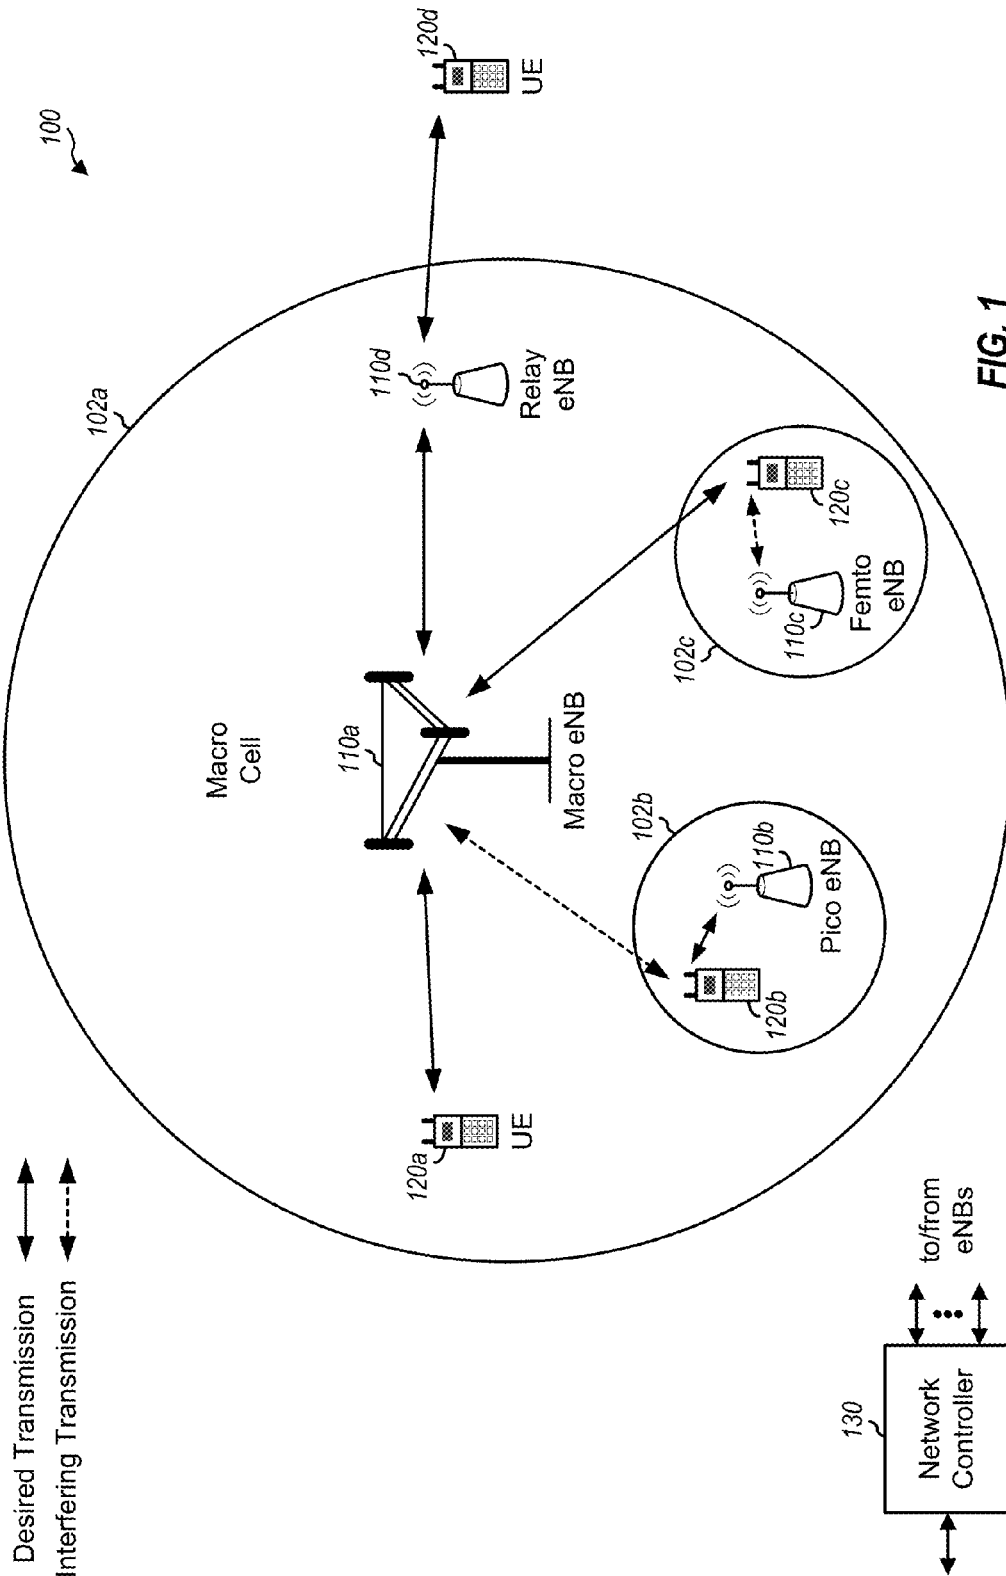 Desired Transmission
Interfering Transmission
100
102a
Macro
Cell
110a
Macro eNB
120a
UE
110d
Relay
eNB
120d
UE
102b
120b
110b
Pico eNB
102c
110c
Femto
eNB
120c
130
Network
Controller
to/from
eNBs
FIG. 1